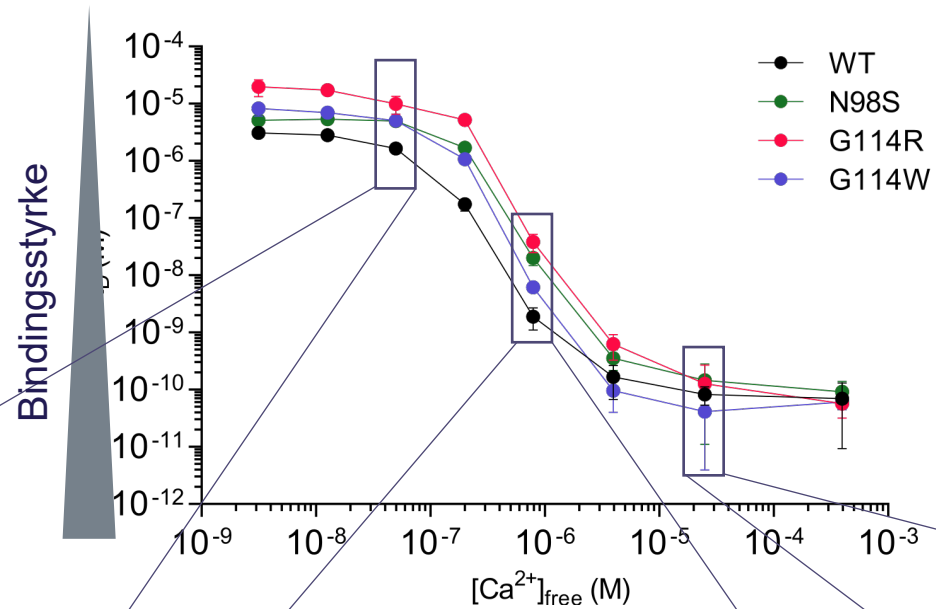 Bindingsstyrke
10⁻⁴
10⁻⁵
10⁻⁶
10⁻⁷
10⁻⁸
10⁻⁹
10⁻¹⁰
10⁻¹¹
10⁻¹²
10⁻⁹ 10⁻⁸ 10⁻⁷ 10⁻⁶ 10⁻⁵ 10⁻⁴ 10⁻³
[Ca²⁺]free (M)
WT
N98S
G114R
G114W